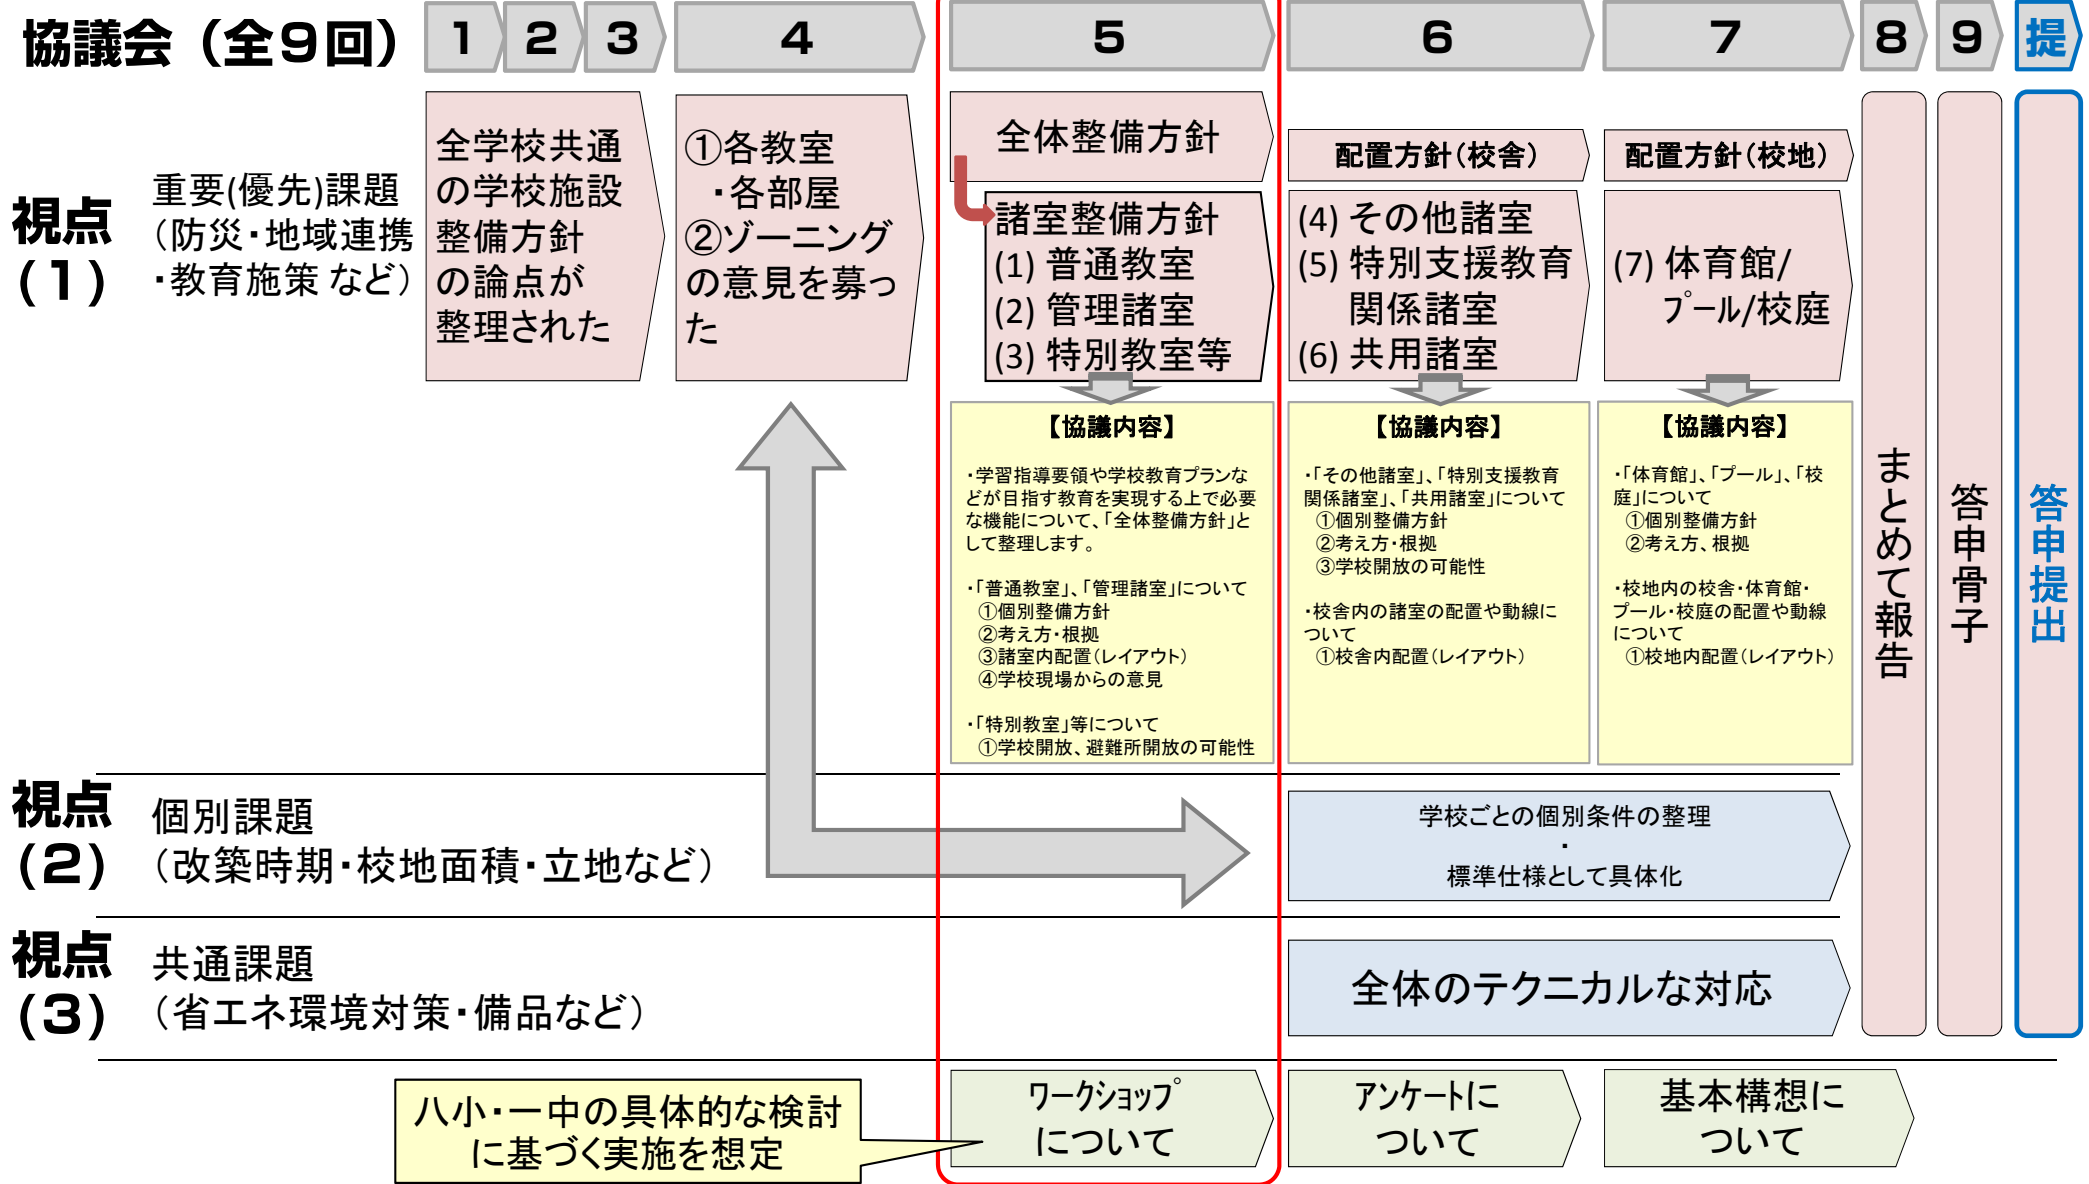 協議会（全９回）
1
2
3
4
5
6
7
8
9
提
視点
(1)
重要(優先)課題
（防災・地域連携
・教育施策 など）
全学校共通
の学校施設
整備方針
の論点が
整理された
①各教室
・各部屋
②ゾーニング
の意見を募っ
た
全体整備方針
諸室整備方針
(1) 普通教室
(2) 管理諸室
(3) 特別教室等
配置方針（校舎）
(4) その他諸室
(5) 特別支援教育
関係諸室
(6) 共用諸室
配置方針（校地）
(7) 体育館/
プール/校庭
【協議内容】
・学習指導要領や学校教育プランな
どが目指す教育を実現する上で必要
な機能について、「全体整備方針」と
して整理します。
・「普通教室」、「管理諸室」について
①個別整備方針
②考え方・根拠
③諸室内配置（レイアウト）
④学校現場からの意見
・「特別教室」等について
①学校開放、避難所開放の可能性
【協議内容】
・「その他諸室」、「特別支援教育
関係諸室」、「共用諸室」について
①個別整備方針
②考え方・根拠
③学校開放の可能性
・校舎内の諸室の配置や動線に
ついて
①校舎内配置（レイアウト）
【協議内容】
・「体育館」、「プール」、「校
庭」について
①個別整備方針
②考え方、根拠
・校地内の校舎・体育館・
プール・校庭の配置や動線
について
①校地内配置（レイアウト）
まとめて報告
答申骨子
答申提出
視点
(2)
個別課題
（改築時期・校地面積・立地など）
学校ごとの個別条件の整理
・
標準仕様として具体化
視点
(3)
共通課題
（省エネ環境対策・備品など）
全体のテクニカルな対応
八小・一中の具体的な検討
に基づく実施を想定
ワークショップ
について
アンケートに
ついて
基本構想に
ついて